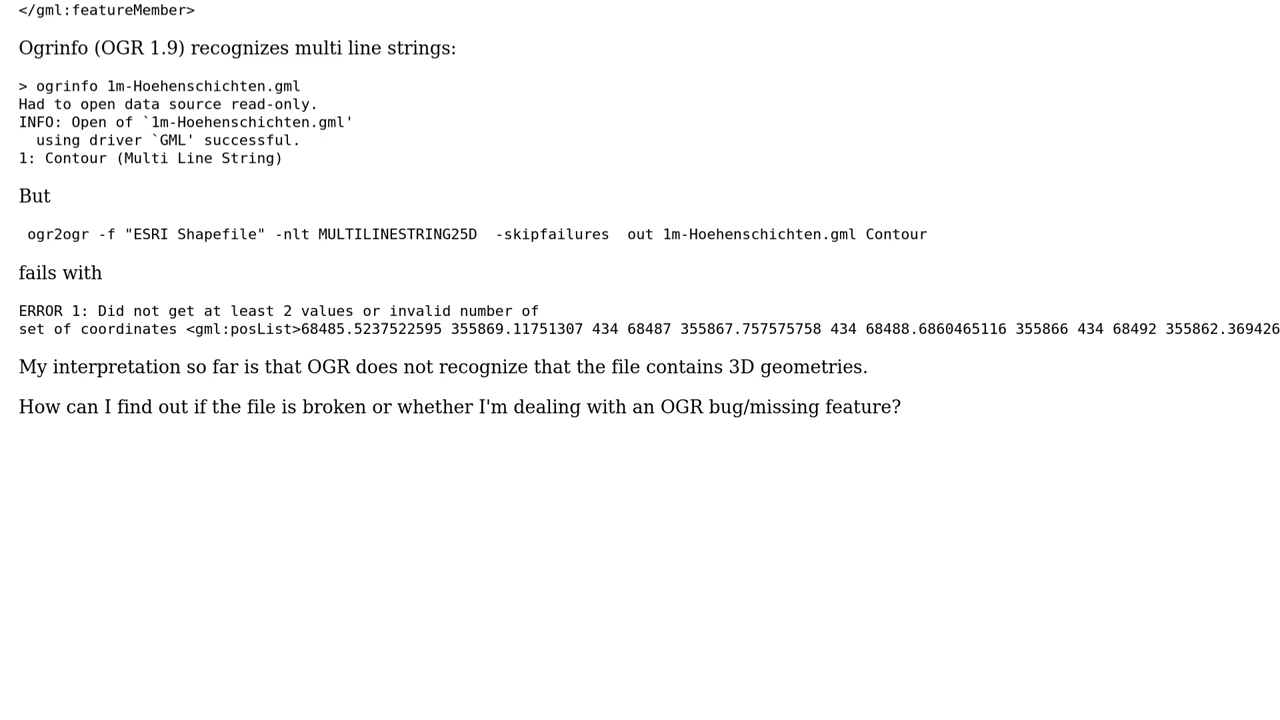 </gml:featureMember>
Ogrinfo (OGR 1.9) recognizes multi line strings:
> ogrinfo 1m-Hoehenschichten.gml
Had to open data source read-only.
INFO: Open of `1m-Hoehenschichten.gml'
  using driver `GML' successful.
1: Contour (Multi Line String)
But
 ogr2ogr -f "ESRI Shapefile" -nlt MULTILINESTRING25D  -skipfailures  out 1m-Hoehenschichten.gml Contour
fails with
ERROR 1: Did not get at least 2 values or invalid number of
set of coordinates <gml:posList>68485.5237522595 355869.11751307 434 68487 355867.757575758 434 68488.6860465116 355866 434 68492 355862.369426
My interpretation so far is that OGR does not recognize that the file contains 3D geometries.
How can I find out if the file is broken or whether I'm dealing with an OGR bug/missing feature?